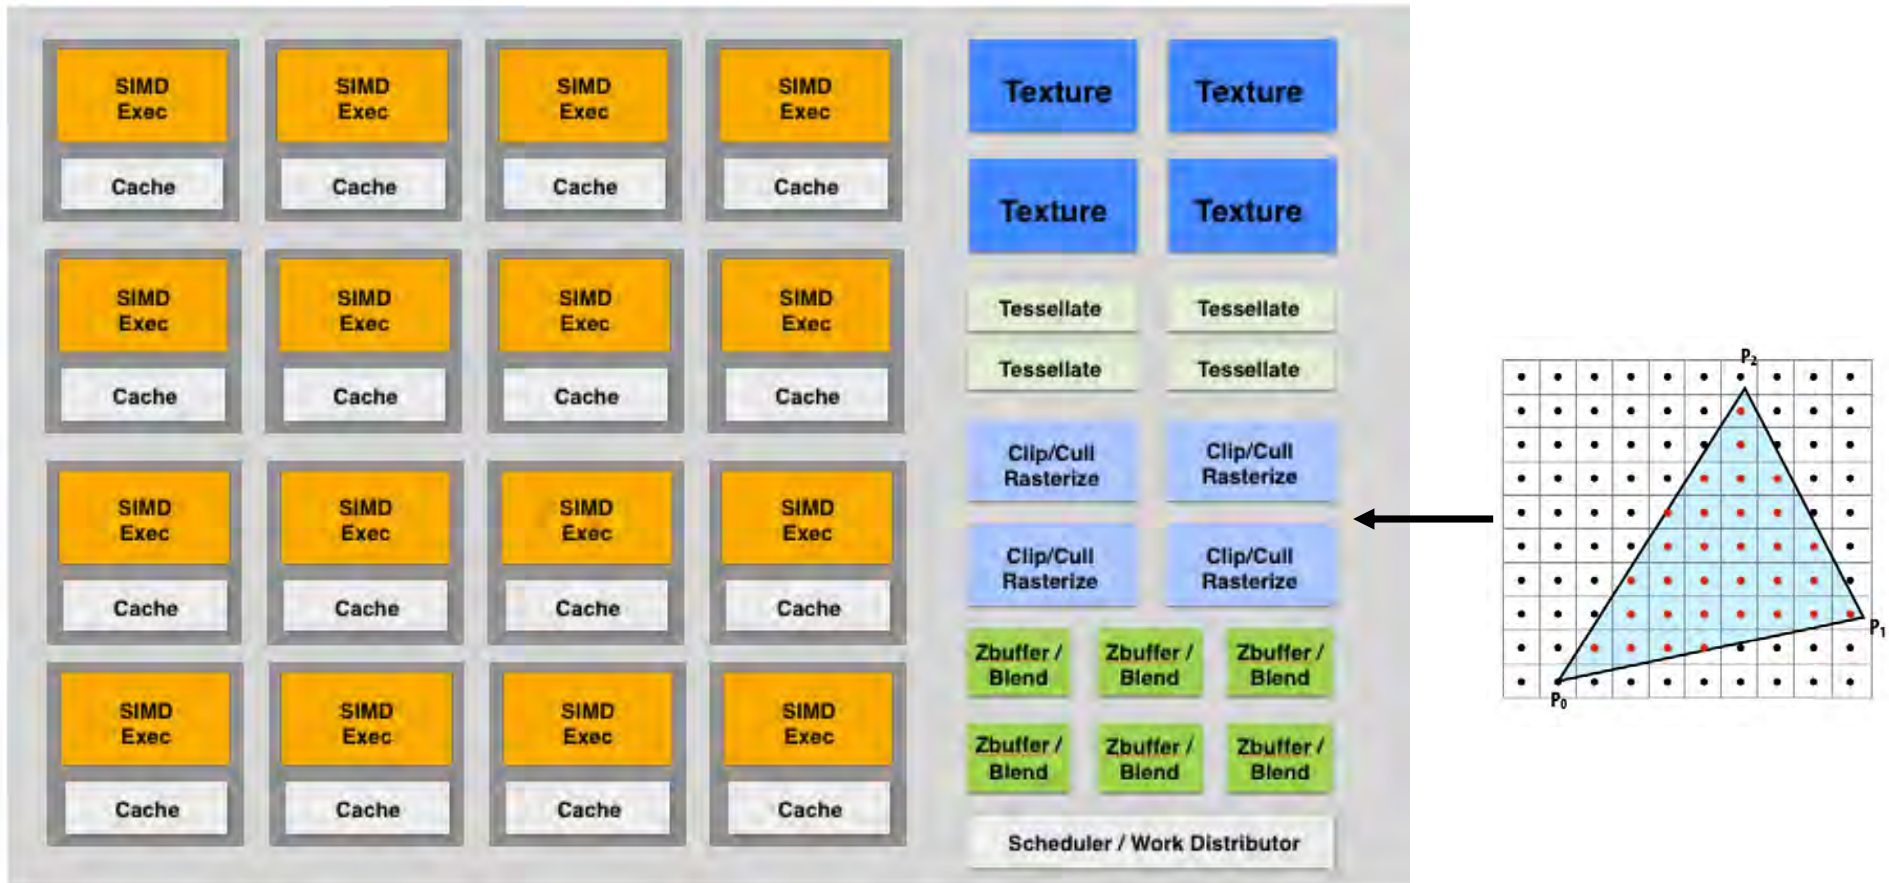 SIMD
Exec
Cache
SIMD
Exec
Cache
SIMD
Exec
Cache
SIMD
Exec
Cache
SIMD
Exec
Cache
SIMD
Exec
Cache
SIMD
Exec
Cache
SIMD
Exec
Cache
SIMD
Exec
Cache
SIMD
Exec
Cache
SIMD
Exec
Cache
SIMD
Exec
Cache
SIMD
Exec
Cache
SIMD
Exec
Cache
SIMD
Exec
Cache
SIMD
Exec
Cache
Texture
Texture
Texture
Texture
Tessellate
Tessellate
Tessellate
Tessellate
Clip/Cull
Rasterize
Clip/Cull
Rasterize
Clip/Cull
Rasterize
Clip/Cull
Rasterize
Zbuffer /
Blend
Zbuffer /
Blend
Zbuffer /
Blend
Zbuffer /
Blend
Zbuffer /
Blend
Zbuffer /
Blend
Scheduler / Work Distributor
P2
P1
P0